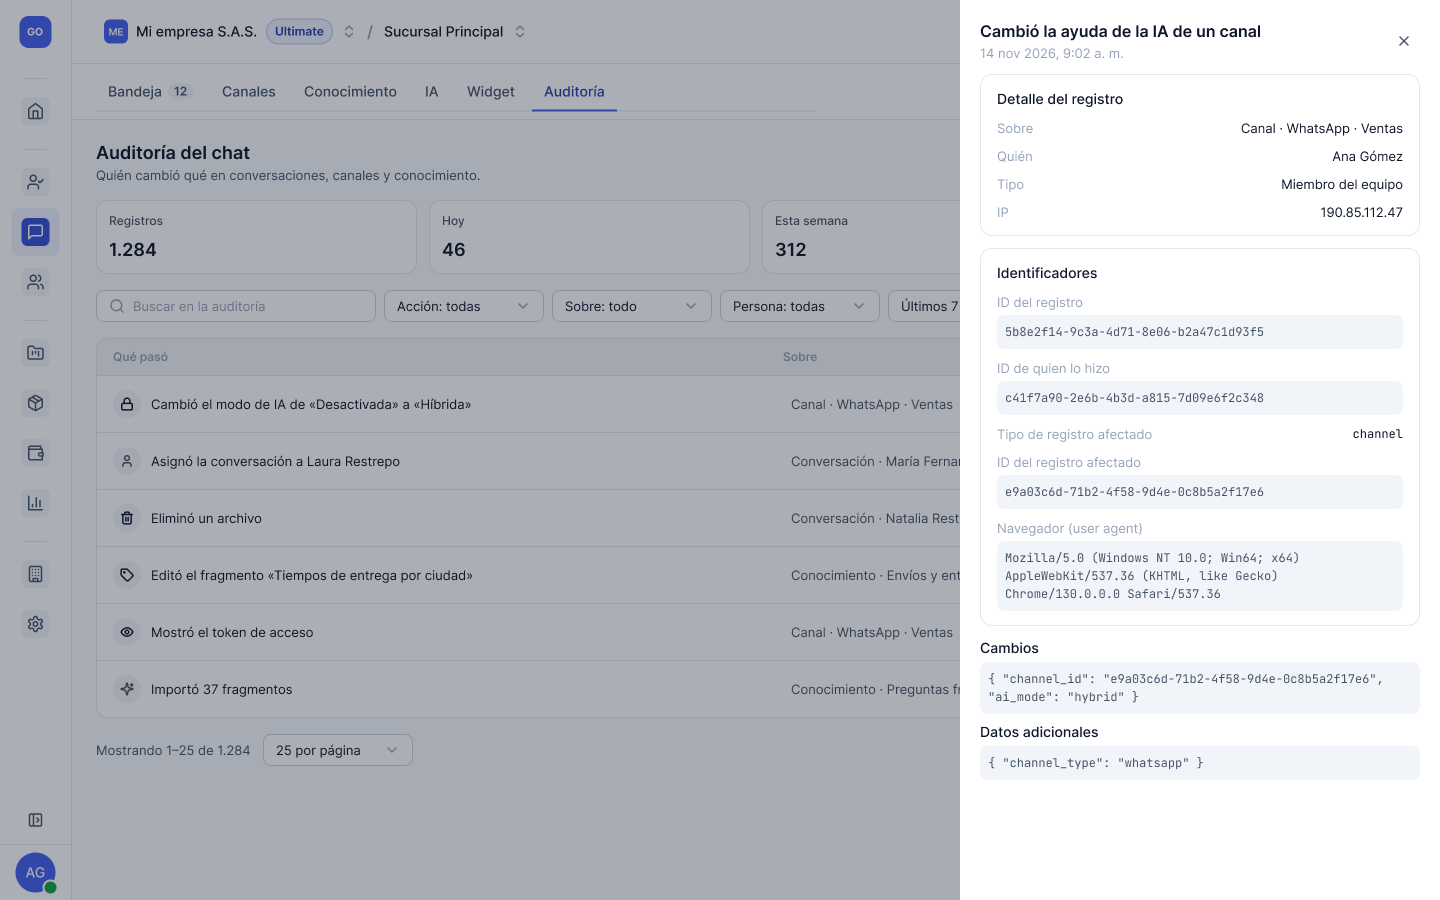 GO
ME Mi empresa S.A.S. Ultimate / Sucursal Principal
Bandeja 12 Canales Conocimiento IA Widget Auditoría
Auditoría del chat
Quién cambió qué en conversaciones, canales y conocimiento.
Registros
1.284
Hoy
46
Esta semana
312
Buscar en la auditoría
Acción: todas
Sobre: todo
Persona: todas
Últimos 7
Qué pasó Sobre
Cambió el modo de IA de «Desactivada» a «Híbrida» Canal · WhatsApp · Ventas
Asignó la conversación a Laura Restrepo Conversación · María Fernan
Eliminó un archivo Conversación · Natalia Rest
Editó el fragmento «Tiempos de entrega por ciudad» Conocimiento · Envíos y ent
Mostró el token de acceso Canal · WhatsApp · Ventas
Importó 37 fragmentos Conocimiento · Preguntas fr
Mostrando 1–25 de 1.284 25 por página
AG
Cambió la ayuda de la IA de un canal
14 nov 2026, 9:02 a. m.
Detalle del registro
Sobre Canal · WhatsApp · Ventas
Quién Ana Gómez
Tipo Miembro del equipo
IP 190.85.112.47
Identificadores
ID del registro
5b8e2f14-9c3a-4d71-8e06-b2a47c1d93f5
ID de quien lo hizo
c41f7a90-2e6b-4b3d-a815-7d09e6f2c348
Tipo de registro afectado channel
ID del registro afectado
e9a03c6d-71b2-4f58-9d4e-0c8b5a2f17e6
Navegador (user agent)
Mozilla/5.0 (Windows NT 10.0; Win64; x64)
AppleWebKit/537.36 (KHTML, like Gecko)
Chrome/130.0.0.0 Safari/537.36
Cambios
{ "channel_id": "e9a03c6d-71b2-4f58-9d4e-0c8b5a2f17e6",
"ai_mode": "hybrid" }
Datos adicionales
{ "channel_type": "whatsapp" }